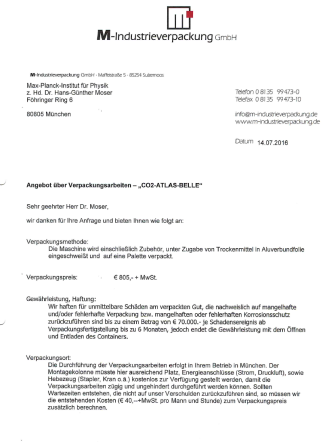 M-Industrieverpackung GmbH
M-Industrieverpackung GmbH · Maffeistraße 5 · 85254 Sulzemoos
Max-Planck-Institut für Physik
z. Hd. Dr. Hans-Günther Moser
Föhringer Ring 6
80805 München
Telefon 0 81 35 99473-0
Telefax 0 81 35 99473-10
info@m-industrieverpackung.de
www.m-industrieverpackung.de
Datum 14.07.2016
Angebot über Verpackungsarbeiten – „CO2-ATLAS-BELLE“
Sehr geehrter Herr Dr. Moser,
wir danken für Ihre Anfrage und bieten Ihnen wie folgt an:
Verpackungsmethode:
Die Maschine wird einschließlich Zubehör, unter Zugabe von Trockenmittel in Aluverbundfolie
eingeschweißt und auf eine Palette verpackt.
Verpackungspreis: € 805,- + MwSt.
Gewährleistung, Haftung:
Wir haften für unmittelbare Schäden am verpackten Gut, die nachweislich auf mangelhafte
und/oder fehlerhafte Verpackung bzw. mangelhaften oder fehlerhaften Korrosionsschutz
zurückzuführen sind bis zu einem Betrag von € 70.000.- je Schadensereignis ab
Verpackungsfertigstellung bis zu 6 Monate, jedoch endet die Gewährleistung mit dem Öffnen
und Entladen des Containers.
Verpackungsort:
Die Durchführung der Verpackungsarbeiten erfolgt in Ihrem Betrieb in München. Der
Montagekolonne müsste hier ausreichend Platz, Energieanschlüsse (Strom, Druckluft), sowie
Hebezeug (Stapler, Kran o.ä.) kostenlos zur Verfügung gestellt werden, damit die
Verpackungsarbeiten zügig und ungehindert durchgeführt werden können. Sollten
Wartezeiten entstehen, die nicht auf unser Verschulden zurückzuführen sind, so müssen wir
die entstehenden Kosten (€ 40,-+MwSt. pro Mann und Stunde) zum Verpackungspreis
zusätzlich berechnen.